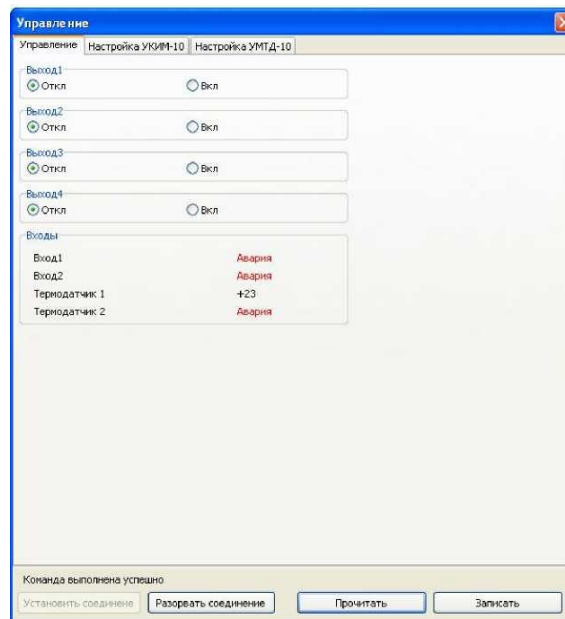 Управление
Управление Настройка УКИМ-10 Настройка УМТД-10
Выход1
Откл Вкл
Выход2
Откл Вкл
Выход3
Откл Вкл
Выход4
Откл Вкл
Входы
Вход1 Авария
Вход2 Авария
Термодатчик 1 +23
Термодатчик 2 Авария
Команда выполнена успешно
Установить соединене Разорвать соединение Прочитать Записать